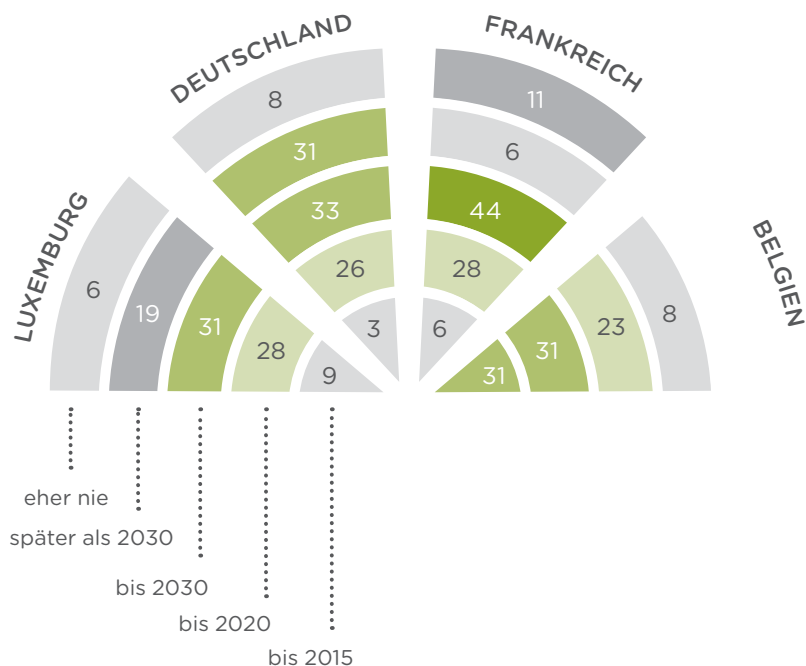 DEUTSCHLAND
FRANKREICH
LUXEMBURG
BELGIEN
8
31
33
26
3
11
6
44
28
6
6
19
31
28
9
31
31
23
8
eher nie
später als 2030
bis 2030
bis 2020
bis 2015